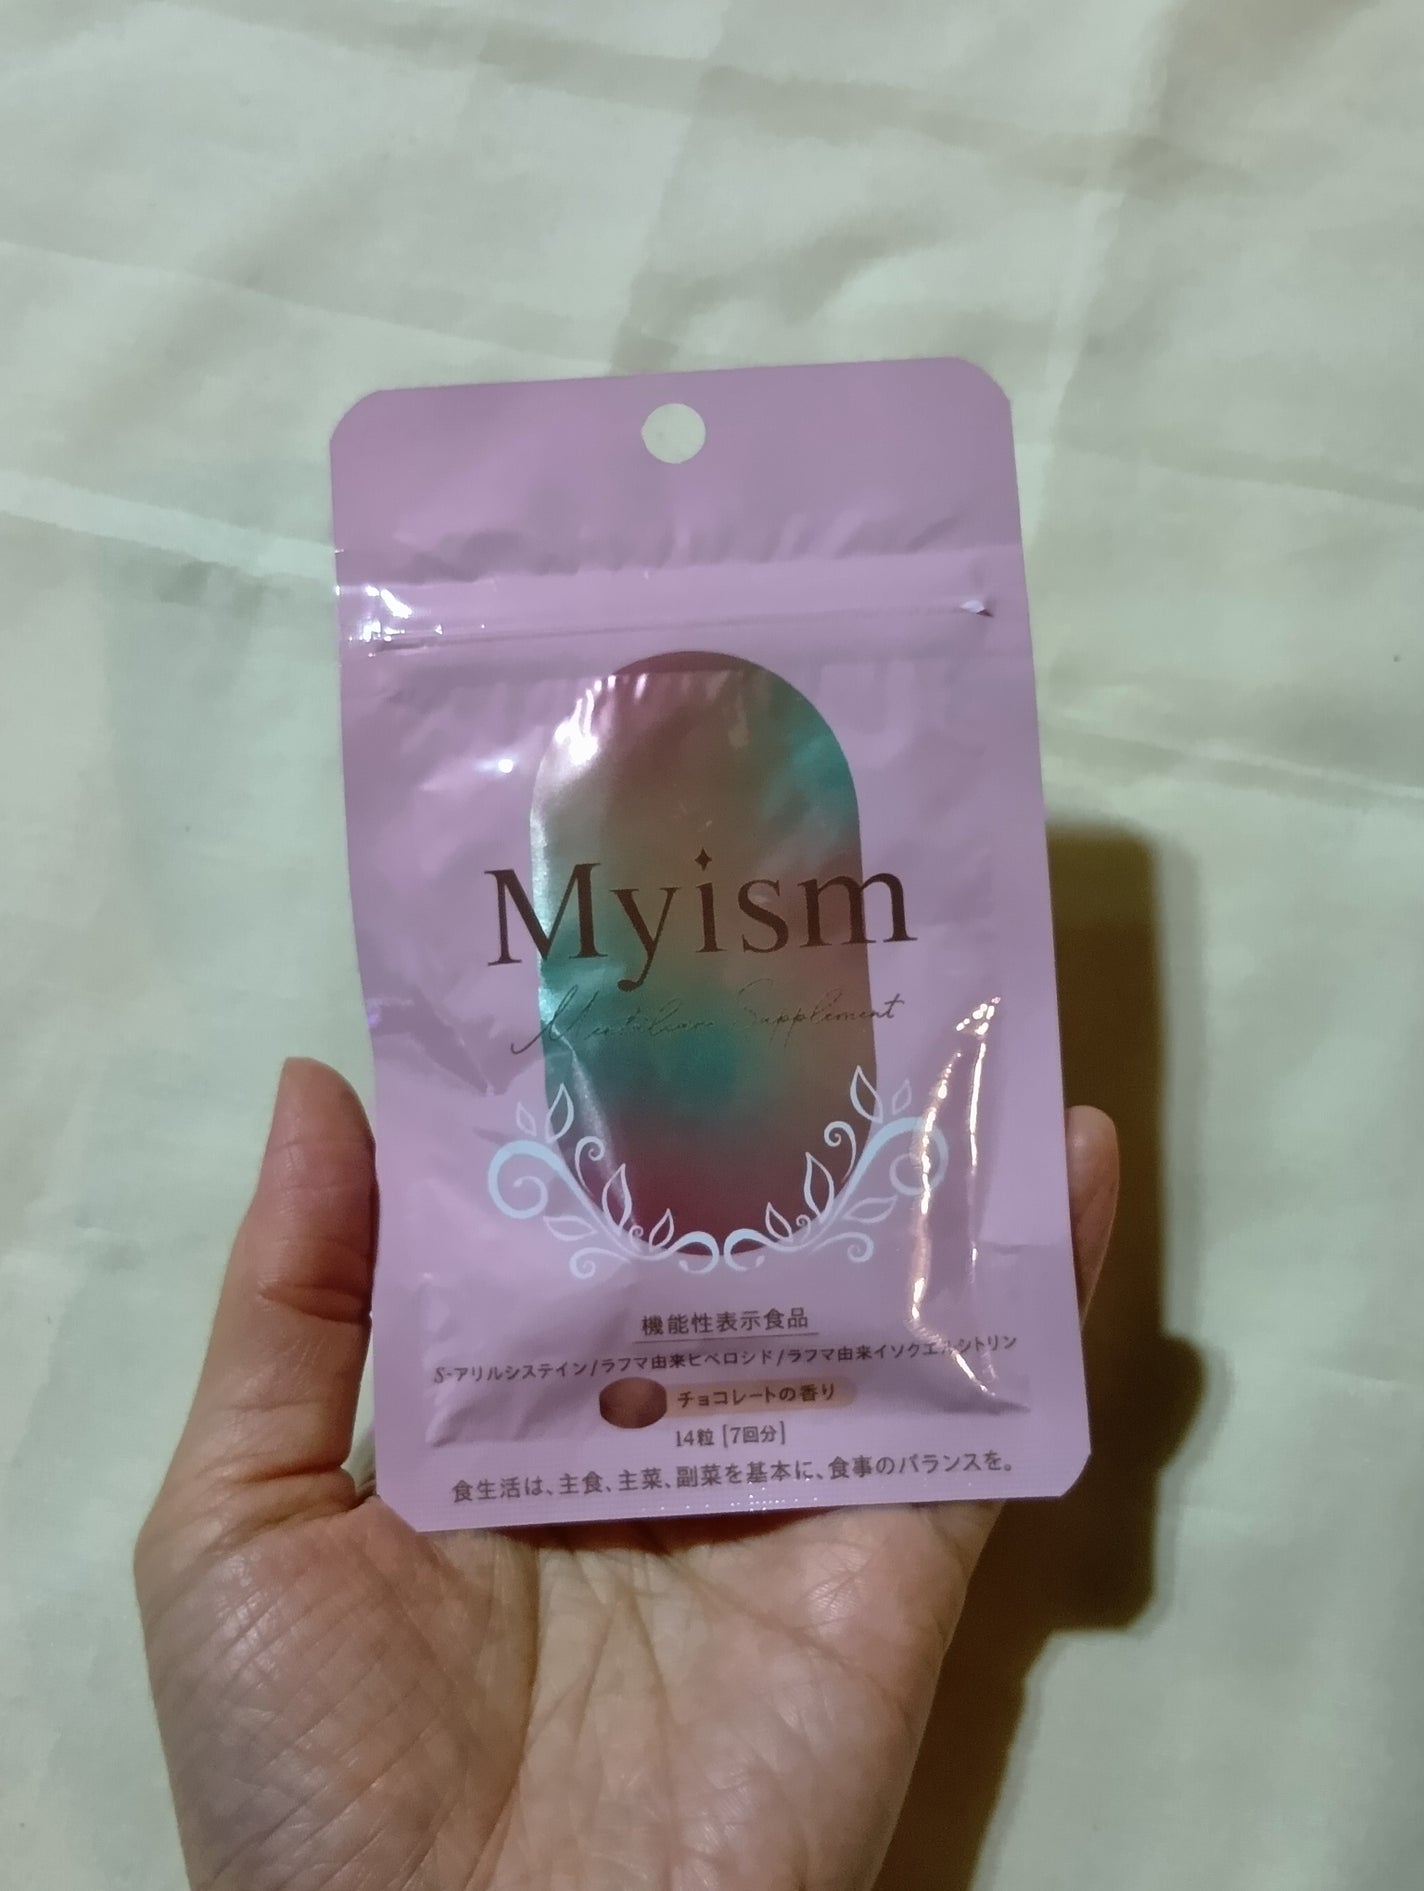 Myism
Mentalcare Supplement
機能性表示食品
S-アリルシステイン/ラフマ由来ヒペロシド/ラフマ由来イソクエルシトリン
チョコレートの香り
14粒 [7回分]
食生活は、主食、主菜、副菜を基本に、食事のバランスを。